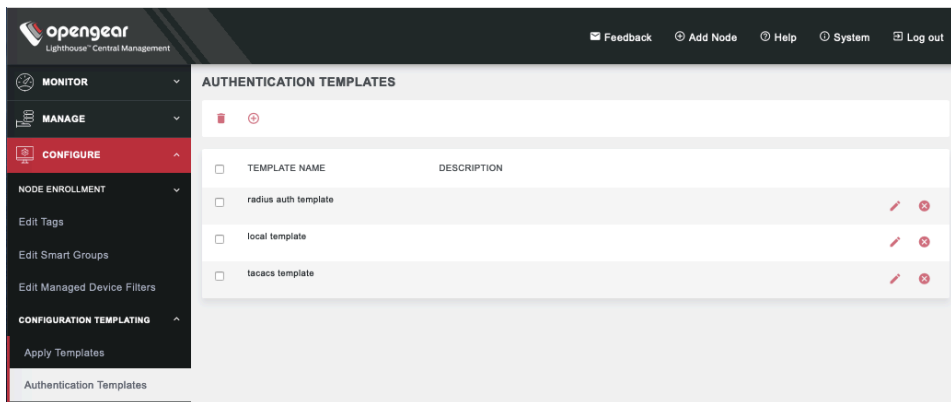 opengear
Lighthouse™ Central Management
Feedback
Add Node
Help
System
Log out
MONITOR
MANAGE
CONFIGURE
NODE ENROLLMENT
Edit Tags
Edit Smart Groups
Edit Managed Device Filters
CONFIGURATION TEMPLATING
Apply Templates
Authentication Templates
AUTHENTICATION TEMPLATES
TEMPLATE NAME DESCRIPTION
radius auth template
local template
tacacs template